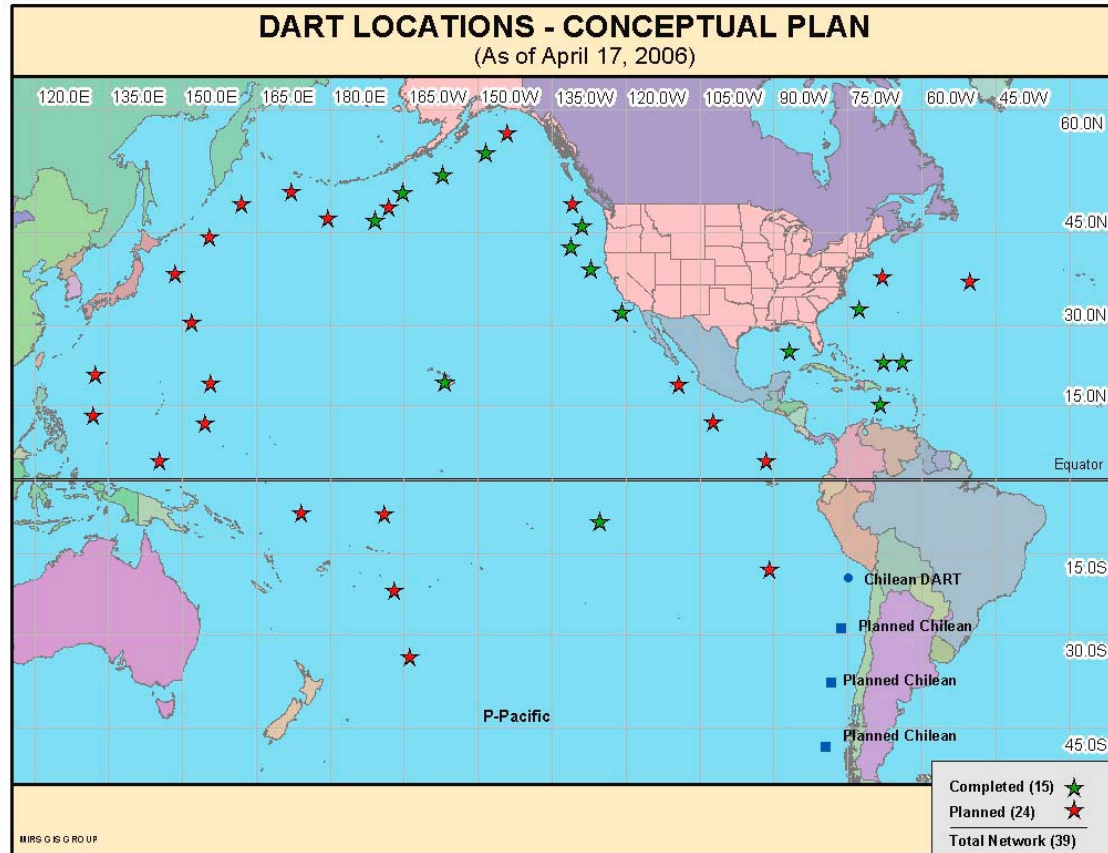 DART LOCATIONS - CONCEPTUAL PLAN
(As of April 17, 2006)
120.0E 135.0E 150.0E 165.0E 180.0E 165.0W 150.0W 135.0W 120.0W 105.0W 90.0W 75.0W 60.0W 45.0W
60.0N
45.0N
30.0N
15.0N
Equator
15.0S
Chilean DART
Planned Chilean
30.0S
Planned Chilean
P-Pacific
Planned Chilean
45.0S
Completed (15)
Planned (24)
Total Network (39)
MIRS GIS GROUP